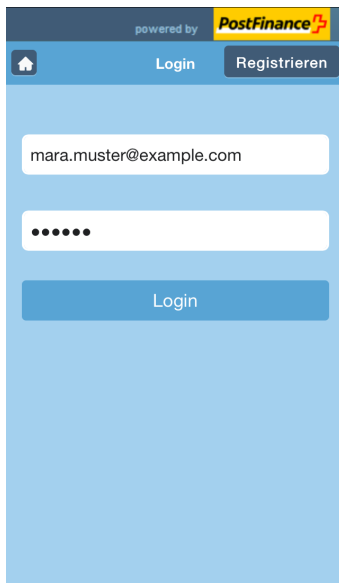 powered by PostFinance
Login Registrieren
mara.muster@example.com
••••••
Login